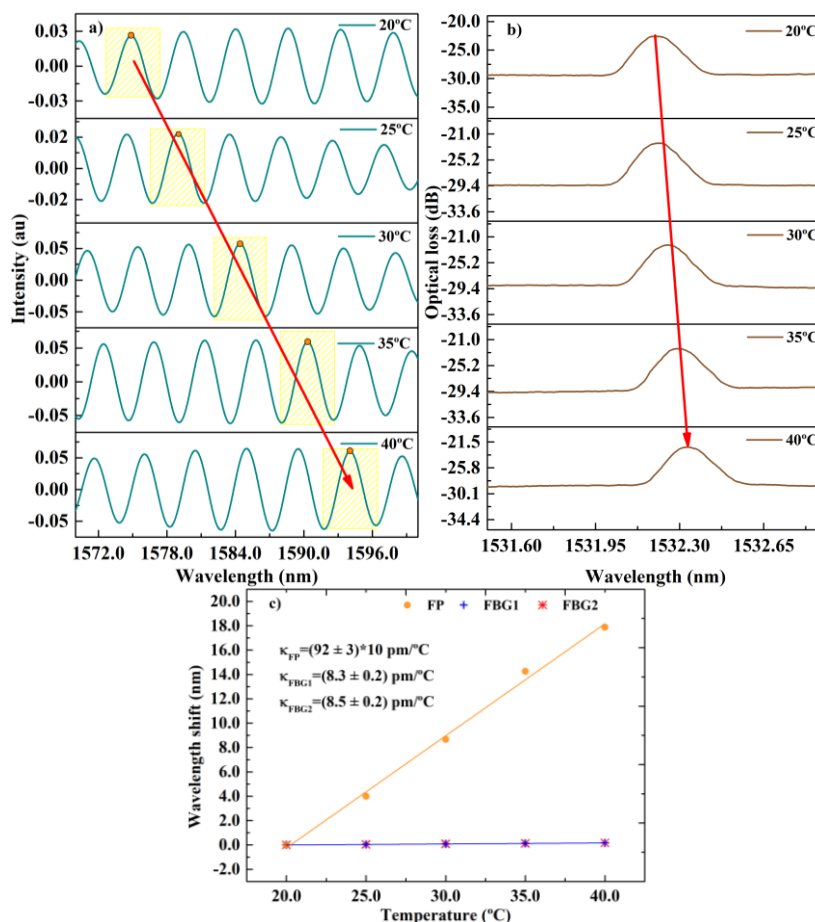 a)
20ºC
0.03
0.00
-0.03
25ºC
0.02
0.00
-0.02
30ºC
0.05
0.00
-0.05
35ºC
0.05
0.00
-0.05
40ºC
0.05
0.00
-0.05
Intensity (au)
1572.0 1578.0 1584.0 1590.0 1596.0
Wavelength (nm)
b)
20ºC
-20.0
-25.0
-30.0
-35.0
25ºC
-21.0
-25.2
-29.4
-33.6
30ºC
-21.0
-25.2
-29.4
-33.6
35ºC
-21.0
-25.2
-29.4
-33.6
40ºC
-21.5
-25.8
-30.1
-34.4
Optical loss (dB)
1531.60 1531.95 1532.30 1532.65
Wavelength (nm)
c)
FP FBG1 FBG2
κFP=(92 ± 3)*10 pm/ºC
κFBG1=(8.3 ± 0.2) pm/ºC
κFBG2=(8.5 ± 0.2) pm/ºC
20.0
18.0
16.0
14.0
12.0
10.0
8.0
6.0
4.0
2.0
0.0
-2.0
Wavelength shift (nm)
20.0 25.0 30.0 35.0 40.0
Temperature (ºC)